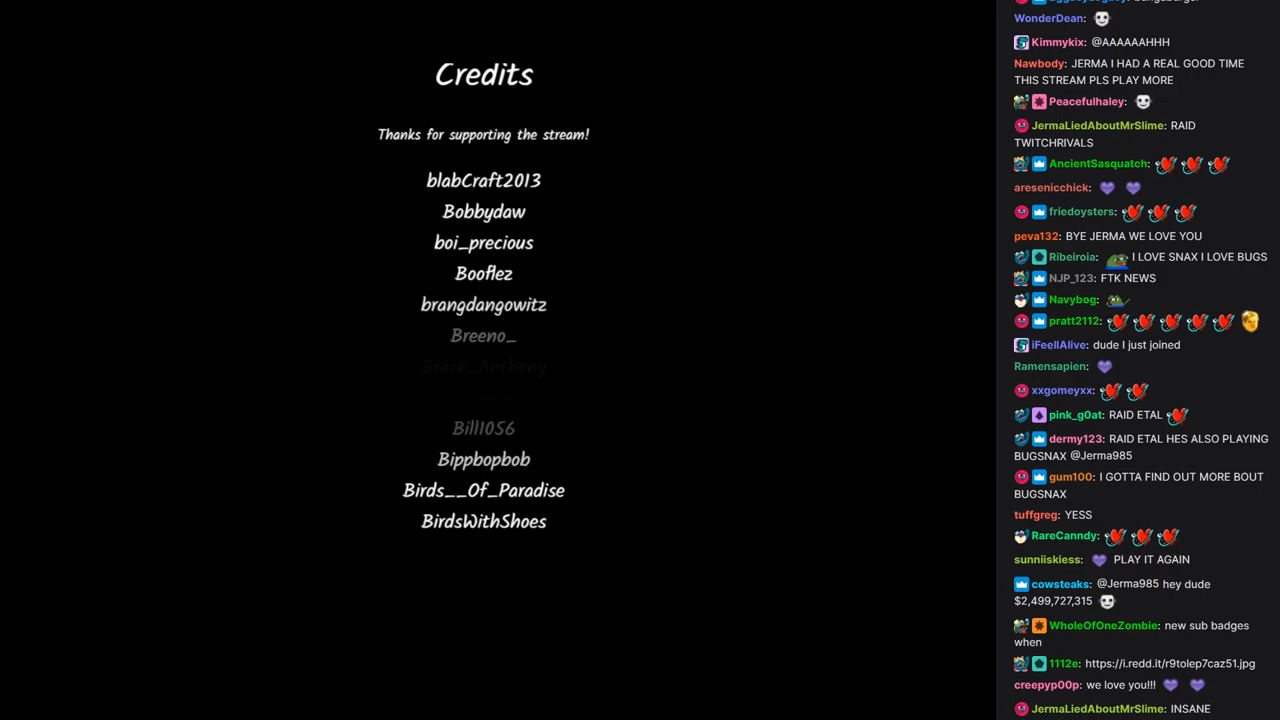 Credits
Thanks for supporting the stream!
blabCraft2013
Bobbydaw
boi_precious
Booflez
brangdangowitz
Breeno_
Brock_Anthony
Bill1056
Bippbopbob
Birds__Of_Paradise
BirdsWithShoes
WonderDean:
Kimmykix: @AAAAAAHHH
Nawbody: JERMA I HAD A REAL GOOD TIME
THIS STREAM PLS PLAY MORE
Peacefulhaley:
JermaLiedAboutMrSlime: RAID
TWITCHRIVALS
AncientSasquatch:
aresenicchick:
friedoysters:
peva132: BYE JERMA WE LOVE YOU
Ribeiroia: I LOVE SNAX I LOVE BUGS
NJP_123: FTK NEWS
Navybog:
pratt2112:
iFeellAlive: dude I just joined
Ramensapien:
xxgomeyxx:
pink_g0at: RAID ETAL
dermy123: RAID ETAL HES ALSO PLAYING
BUGSNAX @Jerma985
gum100: I GOTTA FIND OUT MORE BOUT
BUGSNAX
tuffgreg: YESS
RareCanndy:
sunniiskiess: PLAY IT AGAIN
cowsteaks: @Jerma985 hey dude
$2,499,727,315
WholeOfOneZombie: new sub badges
when
1112e: https://i.redd.it/r9tolep7caz51.jpg
creepyp00p: we love you!!!
JermaLiedAboutMrSlime: INSANE